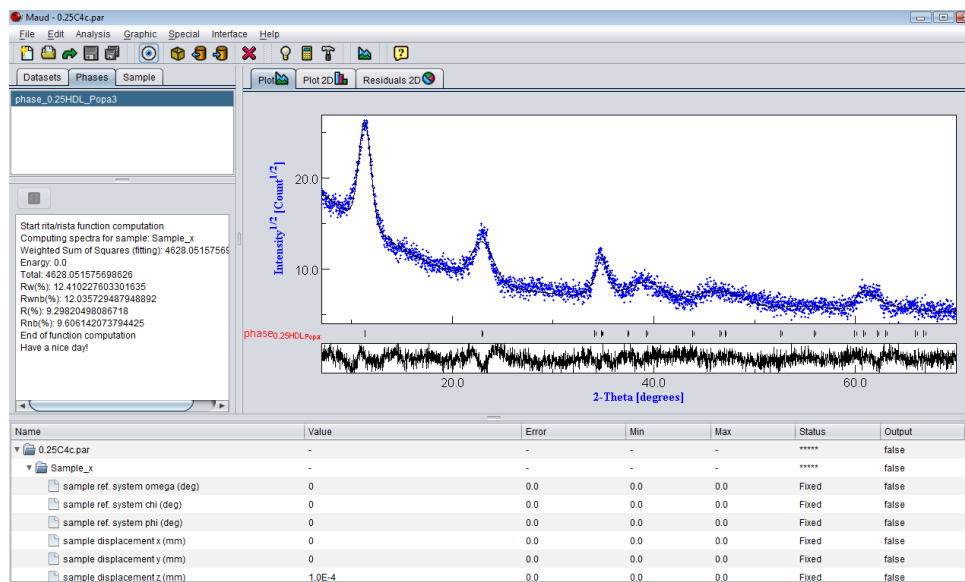 Maud - 0.25C4c.par
File Edit Analysis Graphic Special Interface Help
Datasets Phases Sample
phase_0.25HDL_Popa3
Start rita/rista function computation
Computing spectra for sample: Sample_x
Weighted Sum of Squares (fitting): 4628.05157569
Enargy: 0.0
Total: 4628.051575698626
Rw(%): 12.410227603301635
Rwnb(%): 12.035729487948892
R(%): 9.29820498086718
Rnb(%): 9.606142073794425
End of function computation
Have a nice day!
Plot Plot 2D Residuals 2D
Intensity1/2 [Count1/2]
20.0
10.0
phase0.25HDLPopa
20.0 40.0 60.0
2-Theta [degrees]
Name Value Error Min Max Status Output
0.25C4c.par - - - - ***** false
Sample_x - - - - ***** false
sample ref. system omega (deg) 0 0.0 0.0 0.0 Fixed false
sample ref. system chi (deg) 0 0.0 0.0 0.0 Fixed false
sample ref. system phi (deg) 0 0.0 0.0 0.0 Fixed false
sample displacement x (mm) 0 0.0 0.0 0.0 Fixed false
sample displacement y (mm) 0 0.0 0.0 0.0 Fixed false
sample displacement z (mm) 1.0E-4 0.0 0.0 0.0 Fixed false